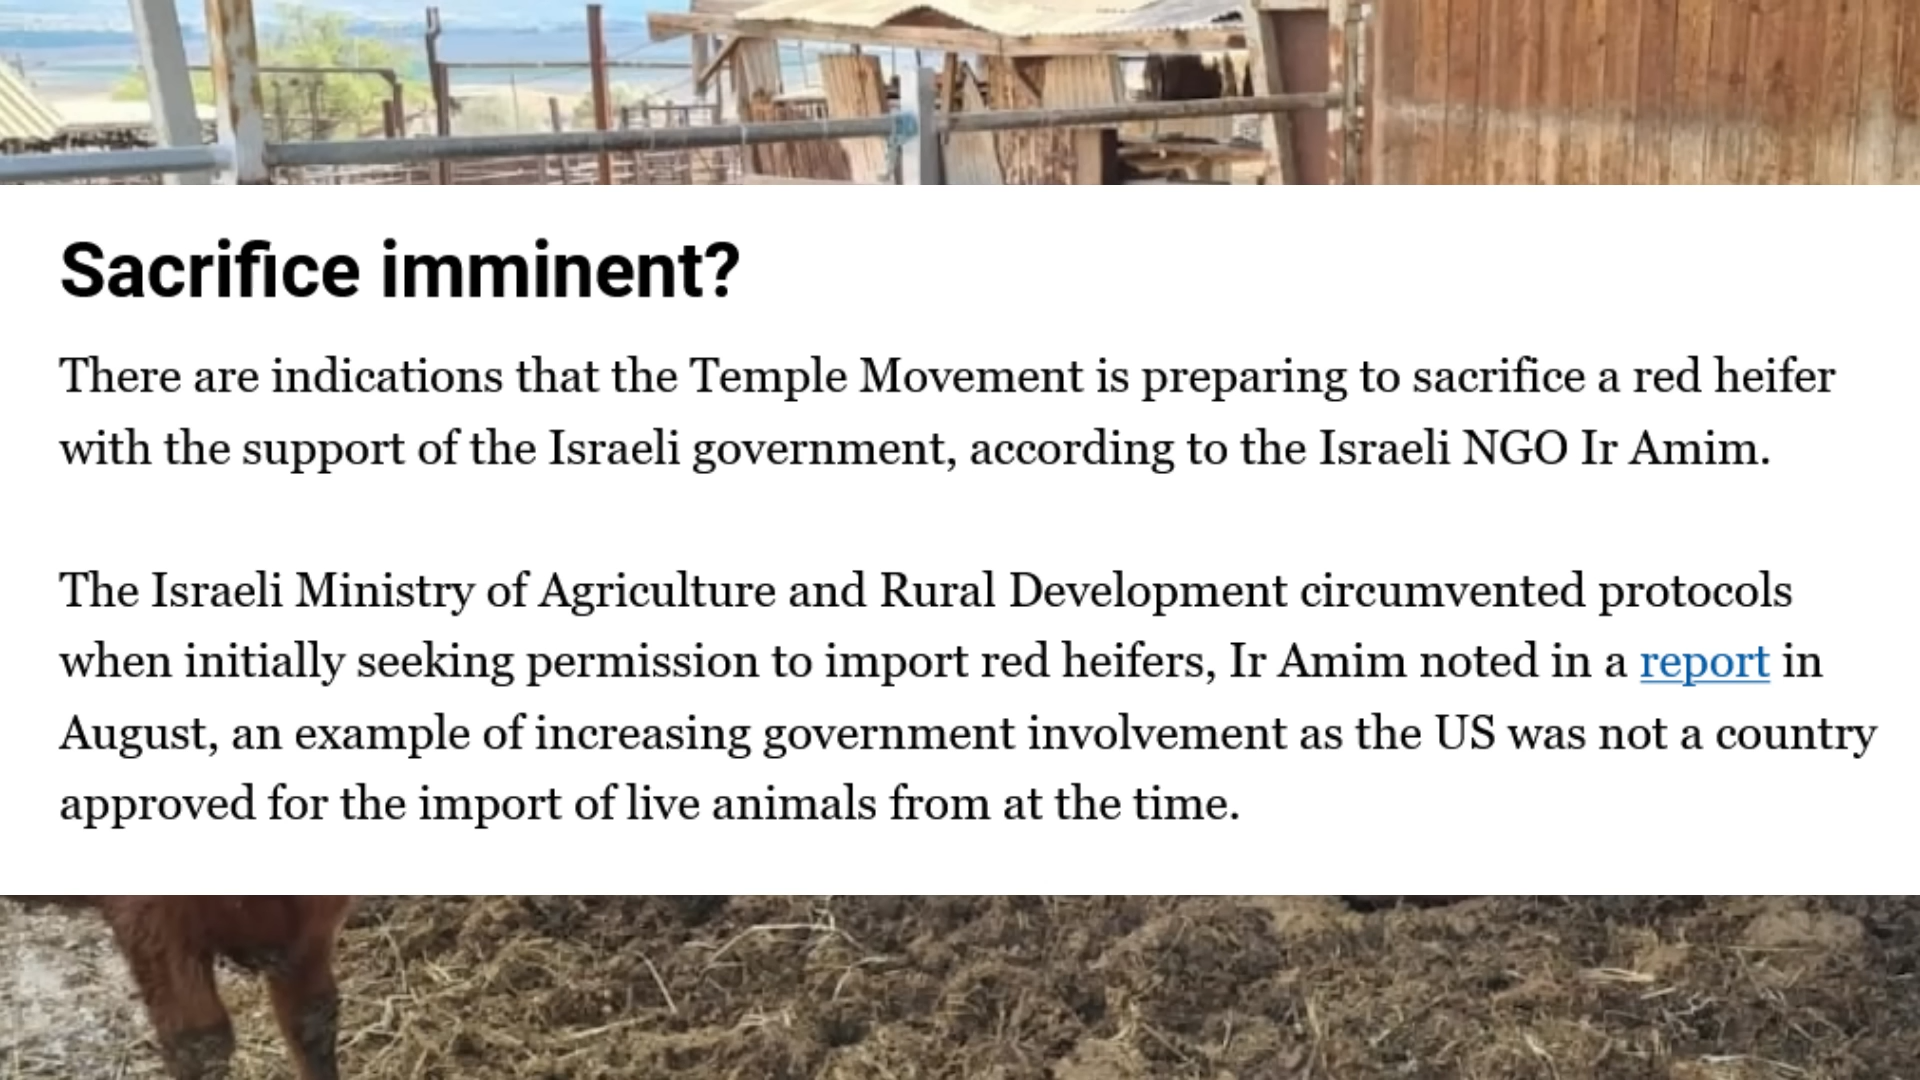 Sacrifice imminent?
There are indications that the Temple Movement is preparing to sacrifice a red heifer
with the support of the Israeli government, according to the Israeli NGO Ir Amim.
The Israeli Ministry of Agriculture and Rural Development circumvented protocols
when initially seeking permission to import red heifers, Ir Amim noted in a report in
August, an example of increasing government involvement as the US was not a country
approved for the import of live animals from at the time.